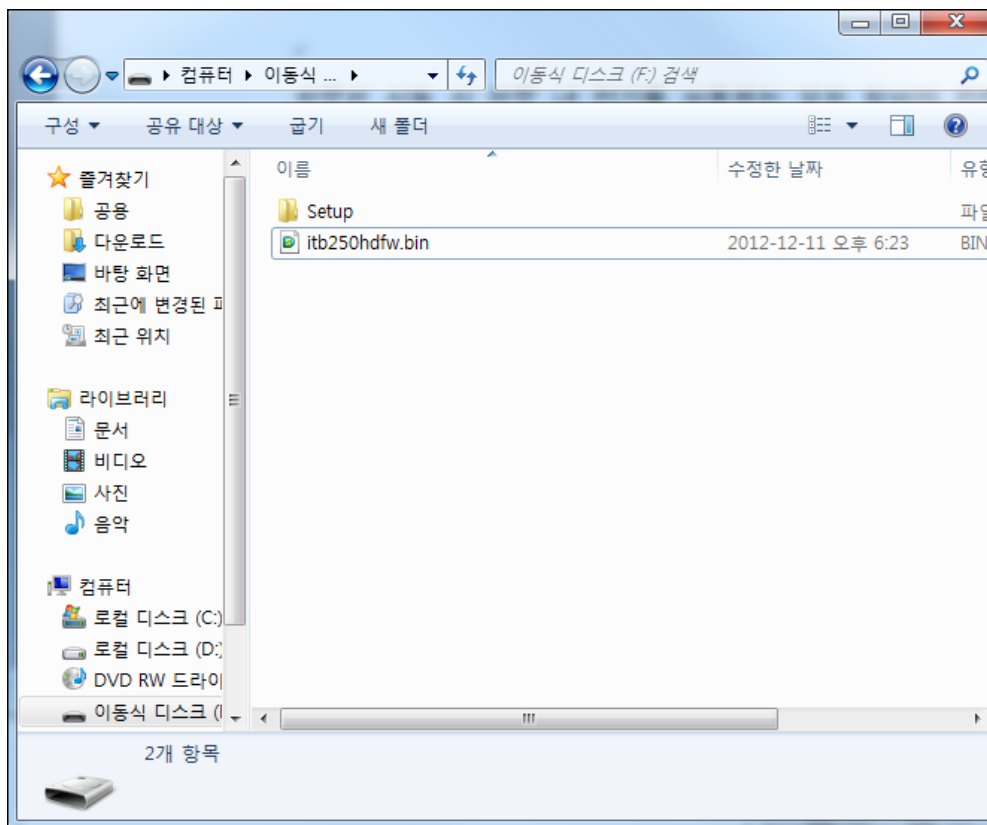 컴퓨터 이동식 ...
이동식 디스크 (F:) 검색
구성 공유 대상 굽기 새 폴더
즐겨찾기
공용
다운로드
바탕 화면
최근에 변경된
최근 위치
라이브러리
문서
비디오
사진
음악
컴퓨터
로컬 디스크 (C:)
로컬 디스크 (D:)
DVD RW 드라이
이동식 디스크
이름 수정한 날짜 유형
Setup 파일
itb250hdfw.bin 2012-12-11 오후 6:23 BIN
2개 항목